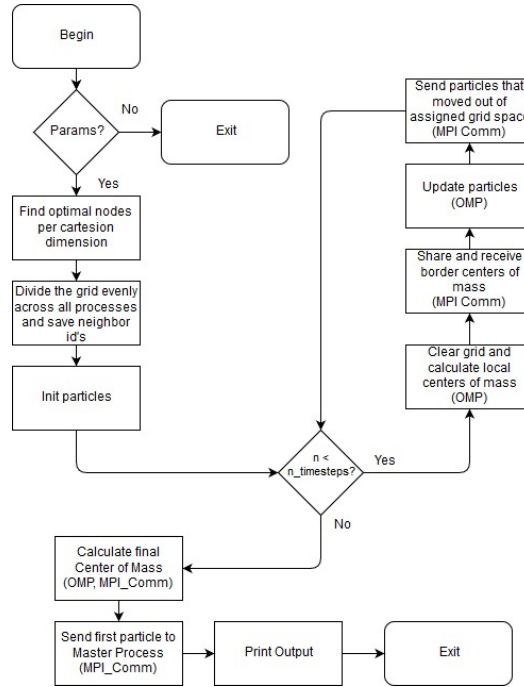 Begin
Params?
No
Exit
Yes
Find optimal nodes
per cartesion
dimension
Divide the grid evenly
across all processes
and save neighbor
id's
Init particles
Send particles that
moved out of
assigned grid space
(MPI Comm)
Update particles
(OMP)
Share and receive
border centers of
mass
(MPI Comm)
Clear grid and
calculate local
centers of mass
(OMP)
n <
n_timesteps?
Yes
No
Calculate final
Center of Mass
(OMP, MPI_Comm)
Send first particle to
Master Process
(MPI_Comm)
Print Output
Exit